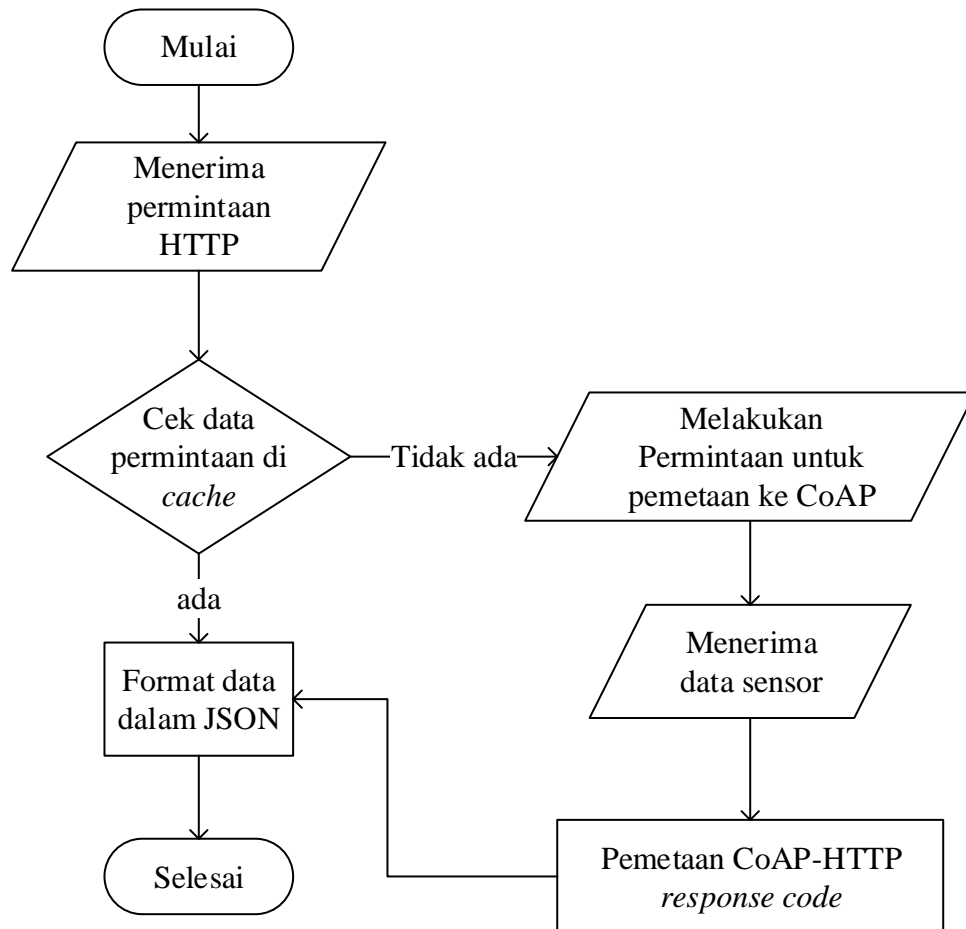 Mulai
Menerima
permintaan
HTTP
Cek data
permintaan di
cache
Tidak ada
Melakukan
Permintaan untuk
pemetaan ke CoAP
ada
Menerima
data sensor
Format data
dalam JSON
Pemetaan CoAP-HTTP
response code
Selesai